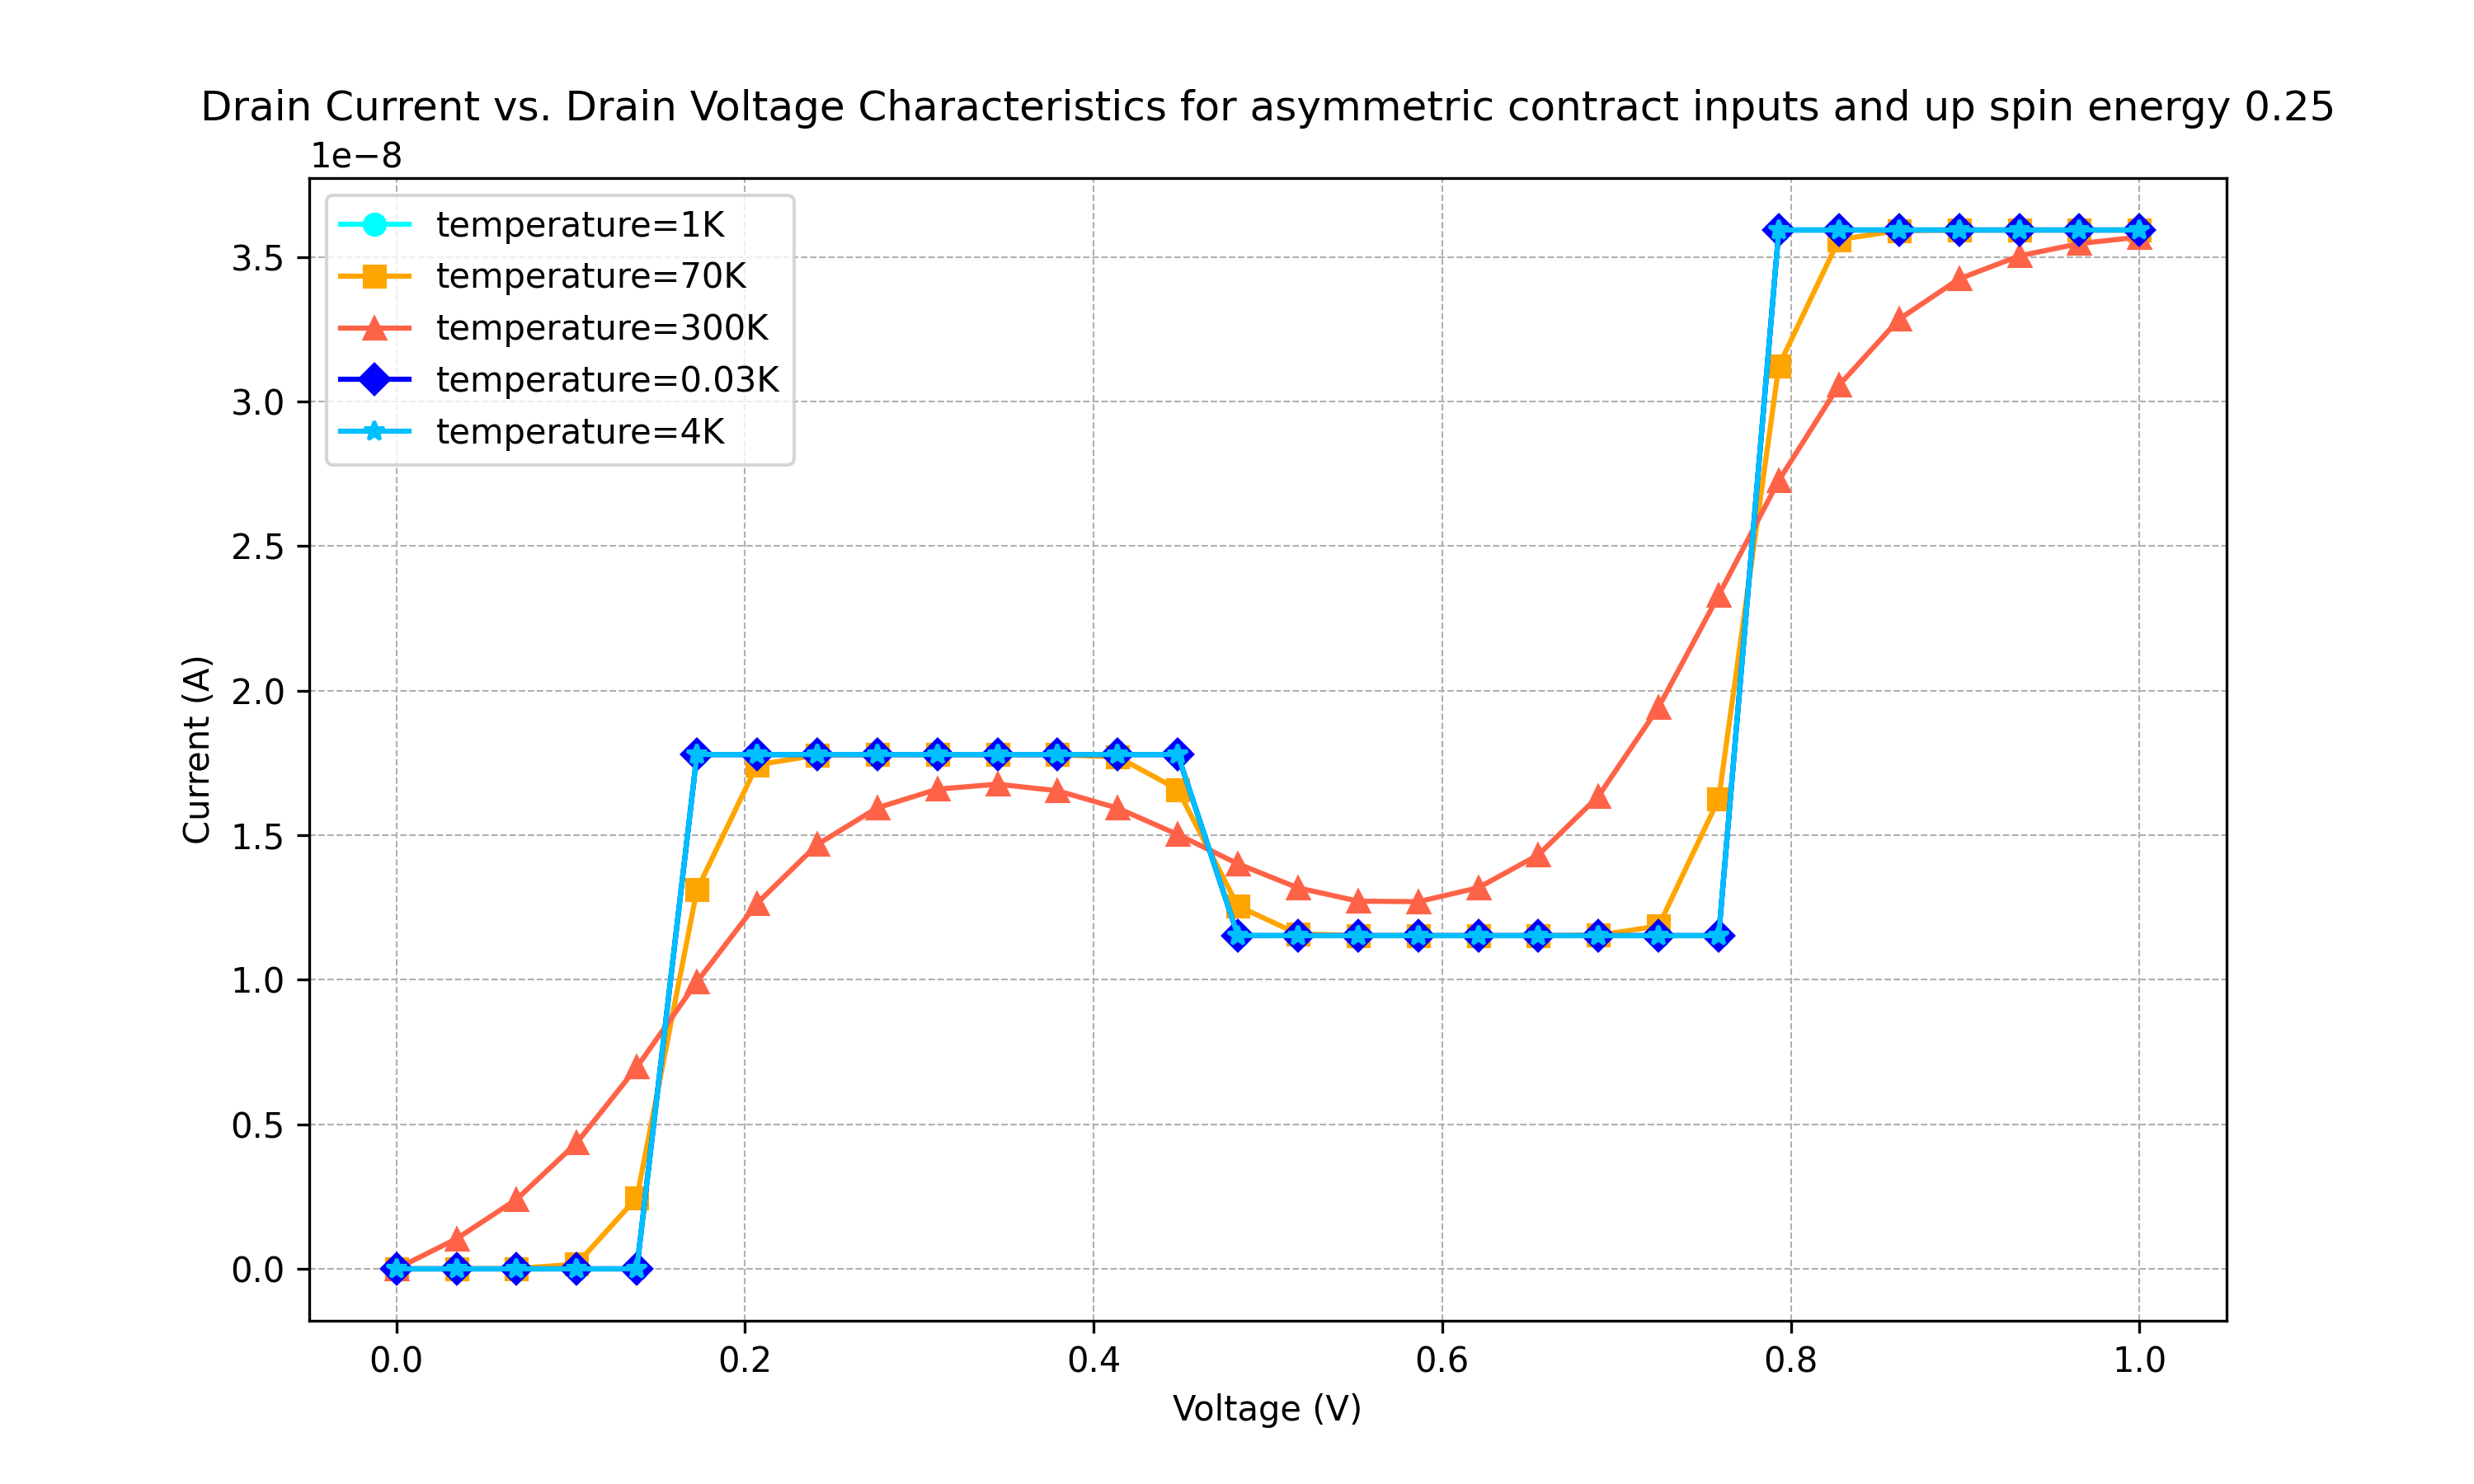 Drain Current vs. Drain Voltage Characteristics for asymmetric contract inputs and up spin energy 0.25
1e−8
temperature=1K
temperature=70K
temperature=300K
temperature=0.03K
temperature=4K
3.5
3.0
2.5
2.0
1.5
1.0
0.5
0.0
Current (A)
0.0 0.2 0.4 0.6 0.8 1.0
Voltage (V)